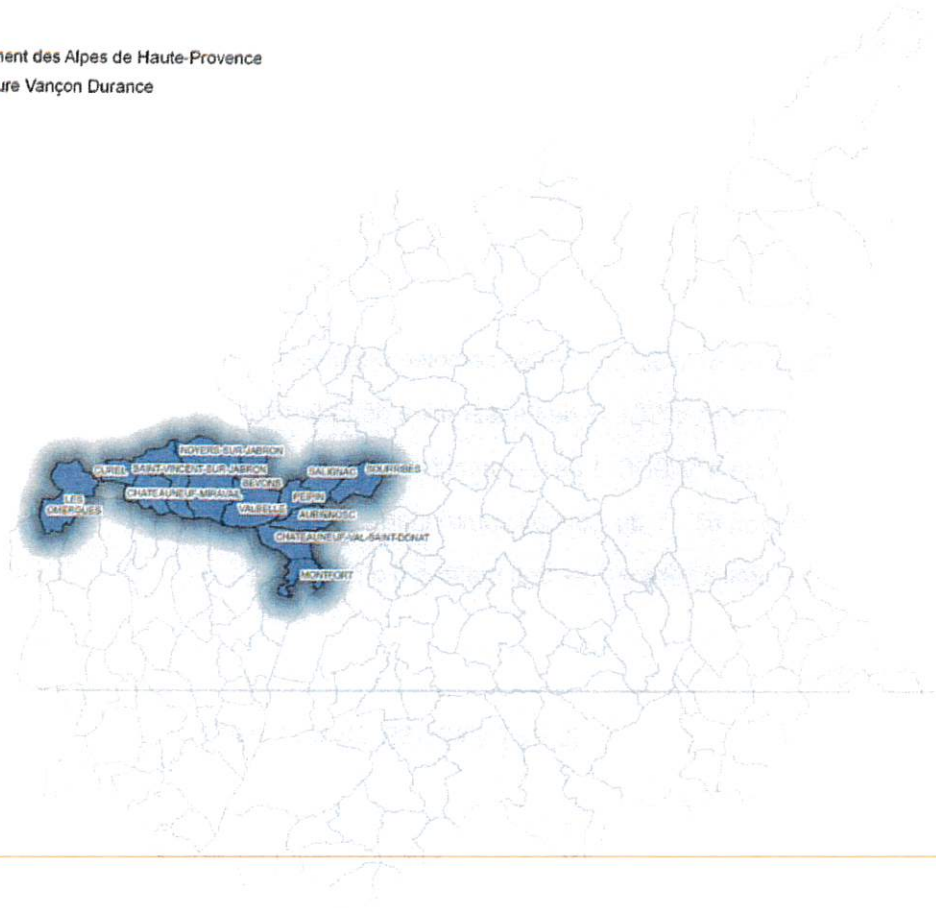 ent des Alpes de Haute-Provence
ure Vançon Durance
NOYERS-SUR-JABRON
CUREL
SAINT-VINCENT-SUR-JABRON
SALIGNAC
SOURRIBES
BEVONS
CHATEAUNEUF-MIRAVAIL
PEIPIN
LES
OMERGUES
VALBELLE
AUBIGNOSC
CHATEAUNEUF-VAL-SAINT-DONAT
MONTFORT